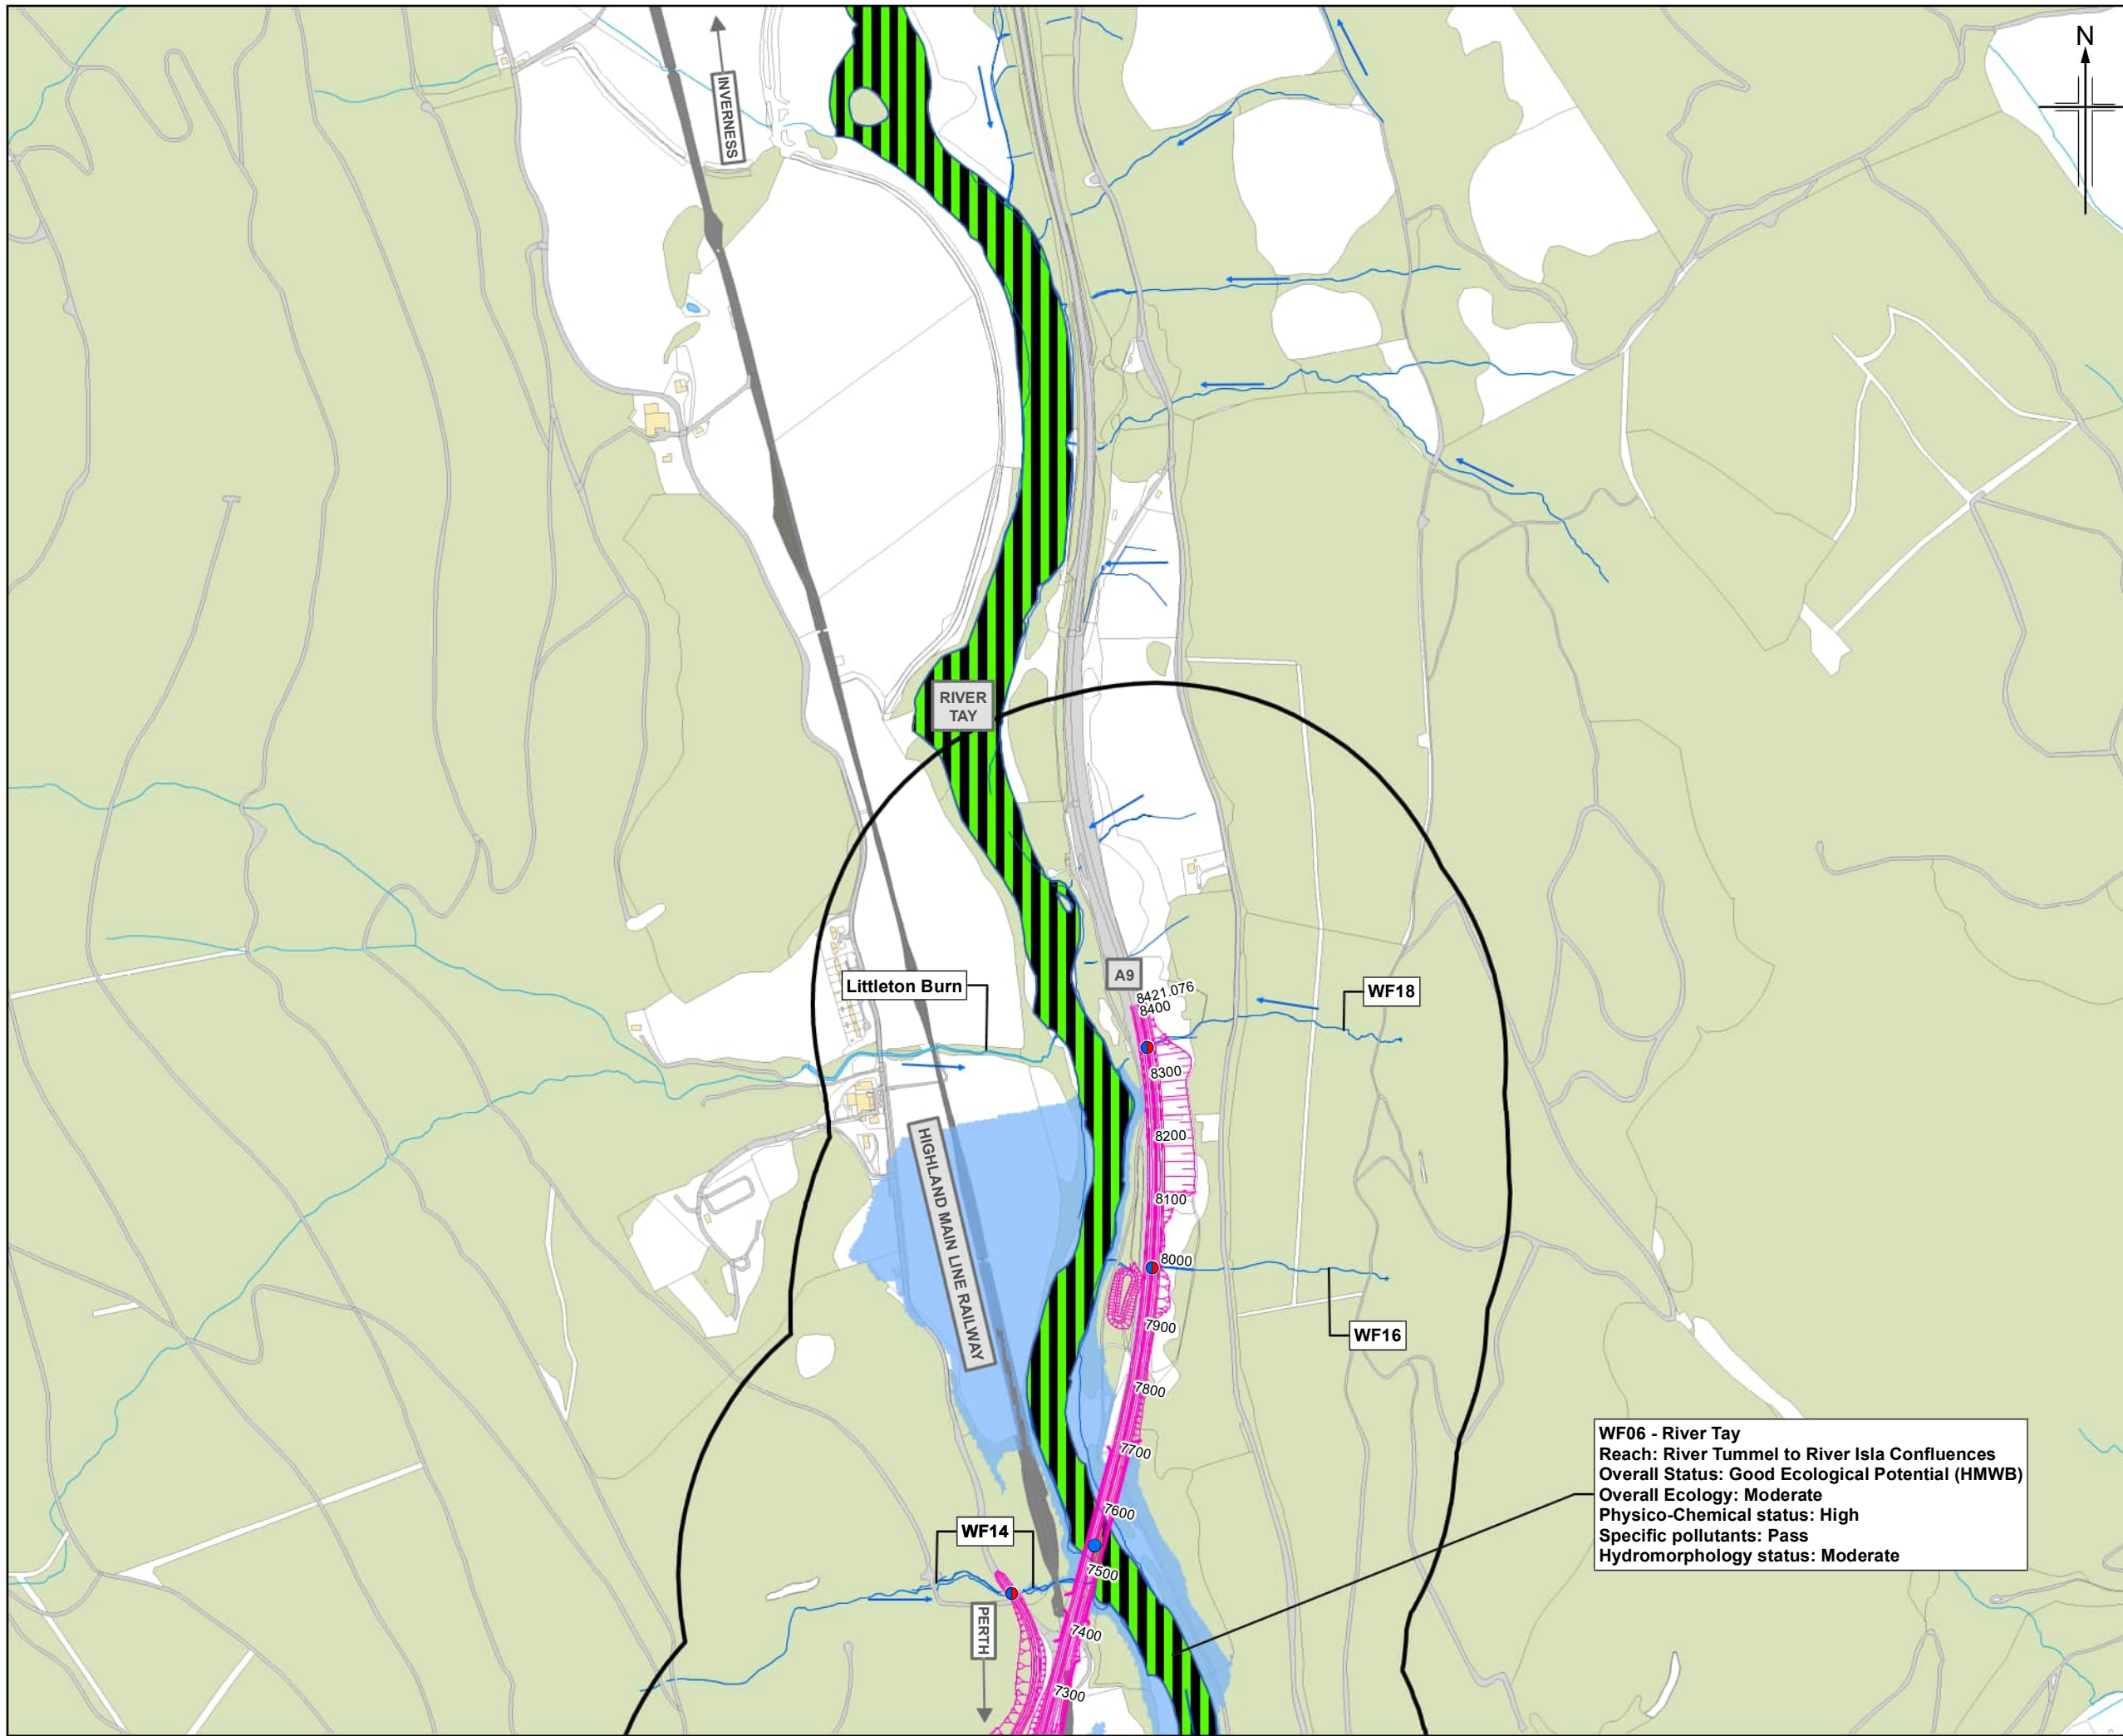 N
INVERNESS
RIVER
TAY
A9
Littleton Burn
8421.076
8400
WF18
8300
8200
HIGHLAND MAIN LINE RAILWAY
8100
8000
7900
WF16
7800
7700
WF06 - River Tay
Reach: River Tummel to River Isla Confluences
Overall Status: Good Ecological Potential (HMWB)
Overall Ecology: Moderate
Physico-Chemical status: High
Specific pollutants: Pass
Hydromorphology status: Moderate
7600
WF14
7500
PERTH
7400
7300